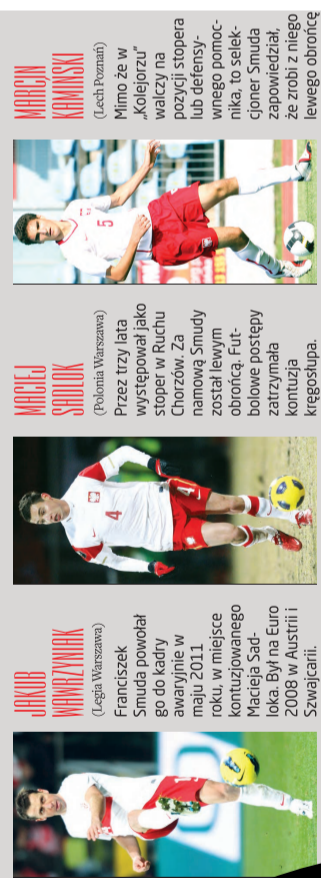 JAKUB
WAWRZYNIAK
(Legia Warszawa)
Franciszek
Smuda powołał
go do kadry
awaryjnie w
maju 2011
roku, w miejsce
kontuzjowanego
Macieja Sad-
loka. Był na Euro
2008 w Austrii i
Szwajcarii.
MACIEJ
SADLOK
(Polonia Warszawa)
Przez trzy lata
występował jako
stoper w Ruchu
Chorzów. Za
namową Smudy
został lewym
obrońcą. Fut-
bolowe postępy
zatrzymała
kontuzja
kręgosłupa.
4
4
MARCIN
KAMIŃSKI
(Lech Poznań)
Mimo że w
„Kolejorzu”
walczy na
pozycji stopera
lub defensy-
wnego pomoc-
nika, to selek-
cjoner Smuda
zapowiedział,
że zrobi z niego
lewego obrońcę
5